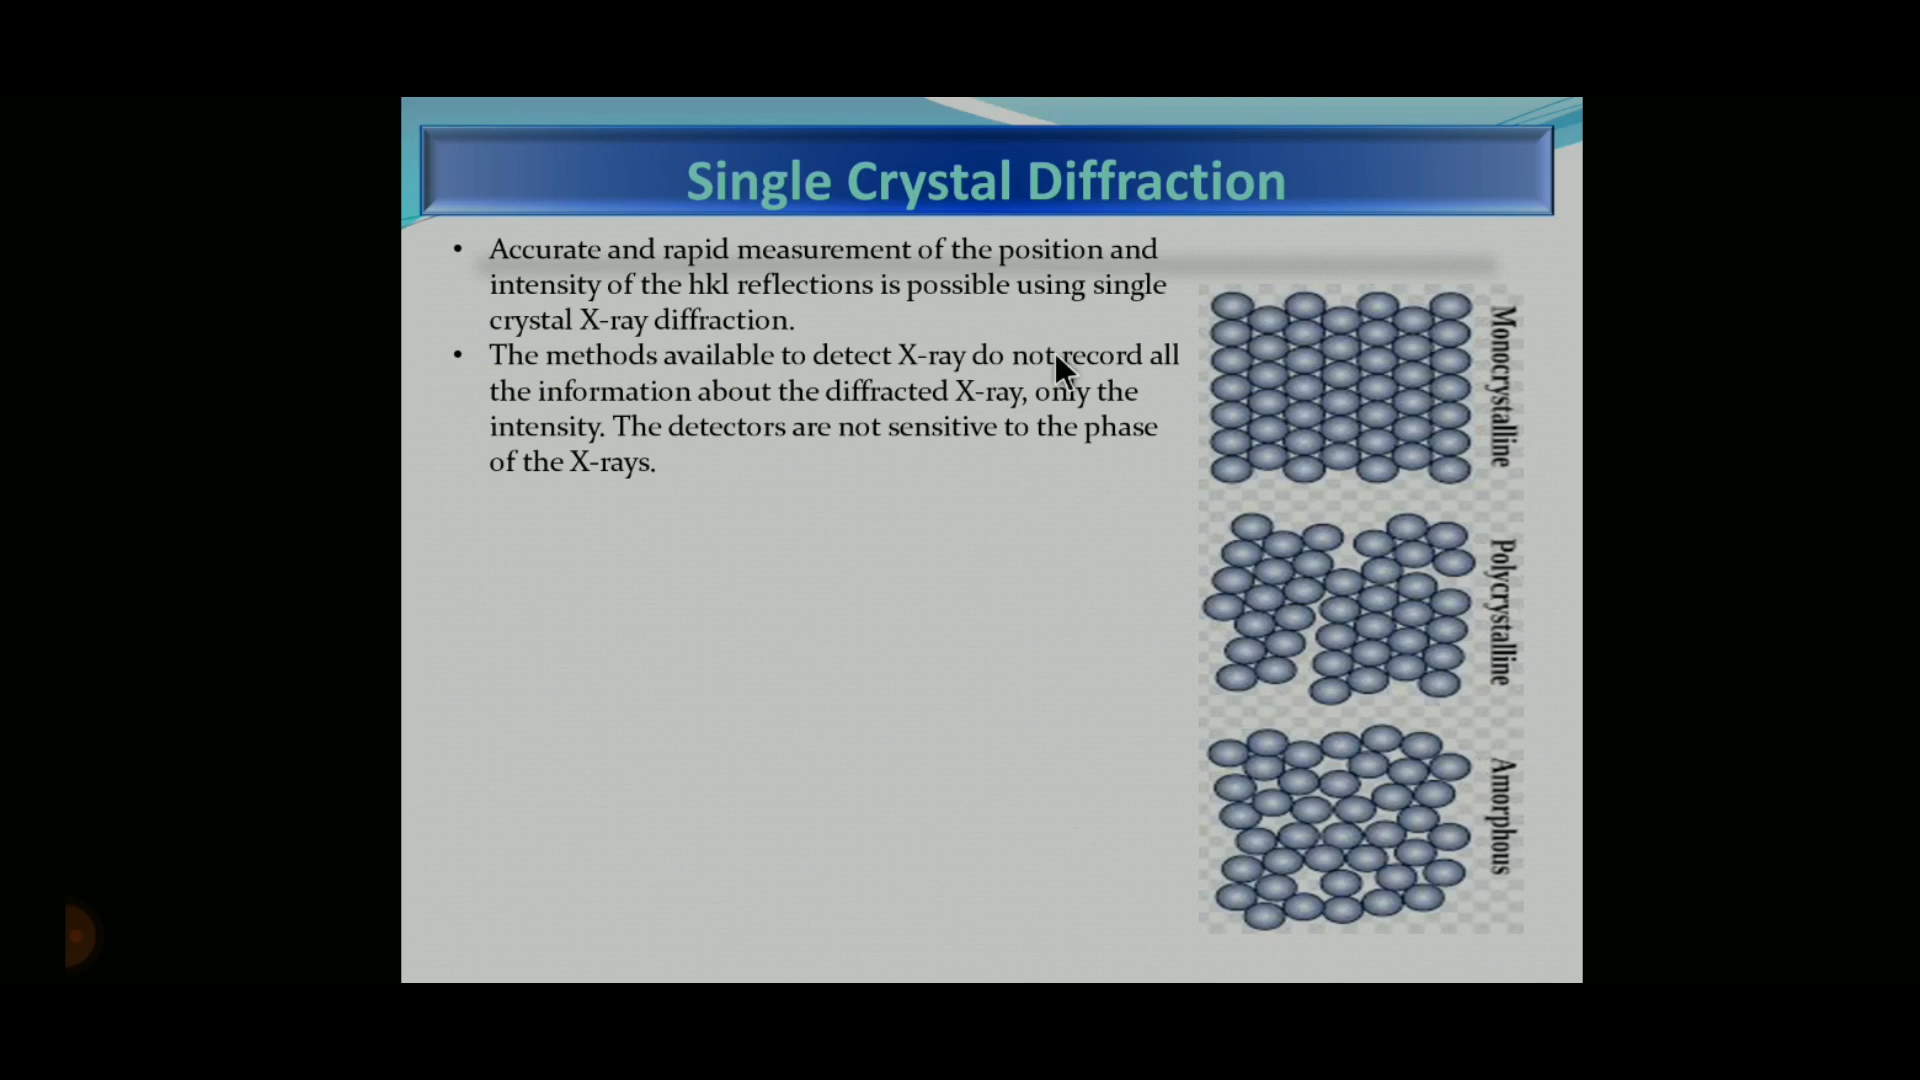 Single Crystal Diffraction
• Accurate and rapid measurement of the position and
intensity of the hkl reflections is possible using single
crystal X-ray diffraction.
• The methods available to detect X-ray do not record all
the information about the diffracted X-ray, only the
intensity. The detectors are not sensitive to the phase
of the X-rays.
Monocrystalline
Polycrystalline
Amorphous